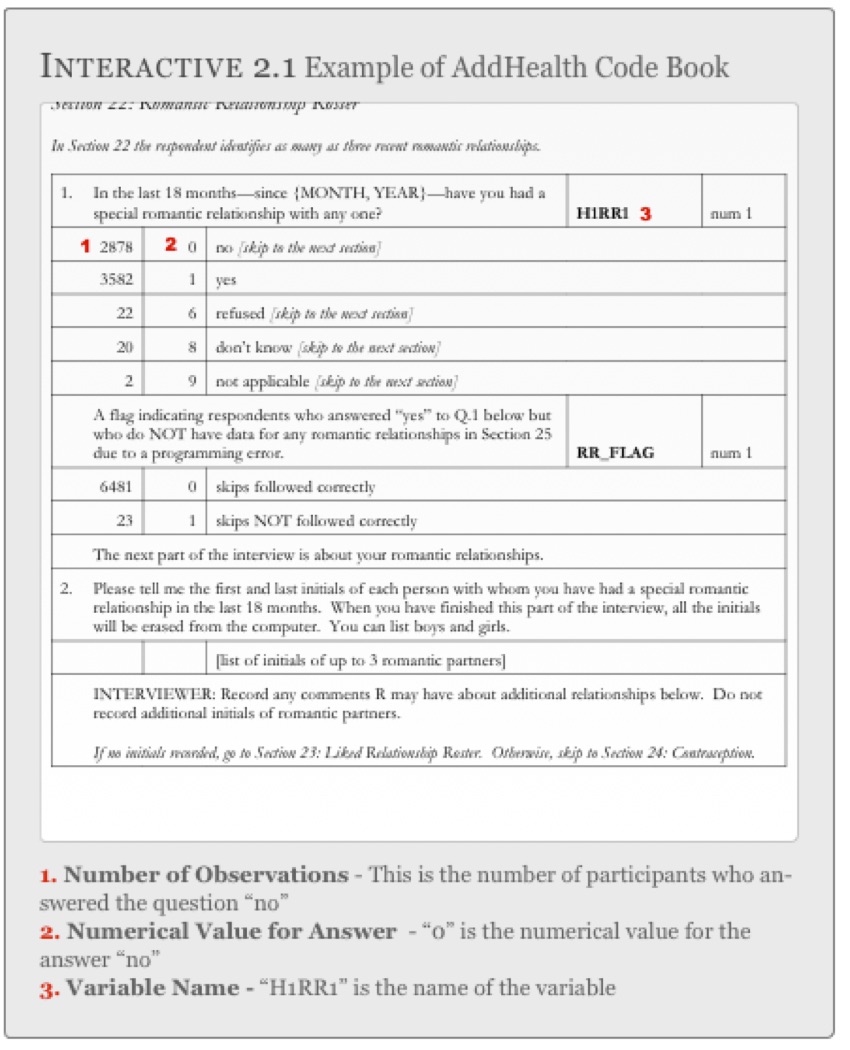 INTERACTIVE 2.1 Example of AddHealth Code Book
Section 22: Romantic Relationship Roster
In Section 22 the respondent identifies as many as three recent romantic relationships.
1. In the last 18 months—since {MONTH, YEAR}—have you had a
special romantic relationship with any one?
H1RR1 3 num 1
1 2878 2 0 no [skip to the next section]
3582 1 yes
22 6 refused [skip to the next section]
20 8 don't know [skip to the next section]
2 9 not applicable [skip to the next section]
A flag indicating respondents who answered “yes” to Q.1 below but
who do NOT have data for any romantic relationships in Section 25
due to a programming error.
RR_FLAG num 1
6481 0 skips followed correctly
23 1 skips NOT followed correctly
The next part of the interview is about your romantic relationships.
2. Please tell me the first and last initials of each person with whom you have had a special romantic
relationship in the last 18 months. When you have finished this part of the interview, all the initials
will be erased from the computer. You can list boys and girls.
[list of initials of up to 3 romantic partners]
INTERVIEWER: Record any comments R may have about additional relationships below. Do not
record additional initials of romantic partners.
If no initials recorded, go to Section 23: Liked Relationship Roster. Otherwise, skip to Section 24: Contraception.
1. Number of Observations - This is the number of participants who an-
swered the question “no”
2. Numerical Value for Answer - “0” is the numerical value for the
answer “no”
3. Variable Name - “H1RR1” is the name of the variable